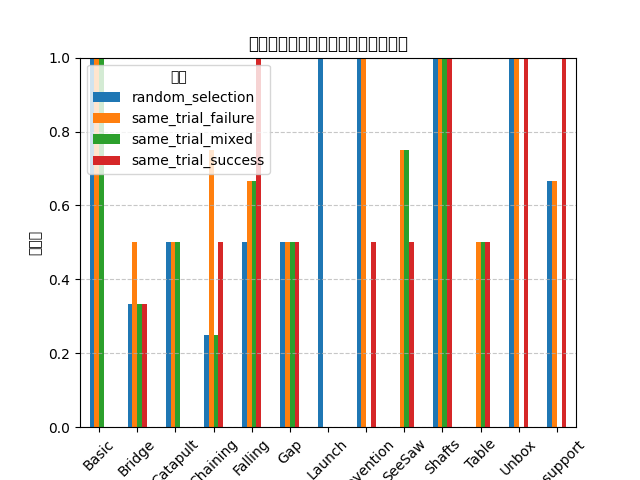 random_selection
same_trial_failure
same_trial_mixed
same_trial_success
1.0
0.8
0.6
0.4
0.2
0.0
Basic
Bridge
Catapult
Chaining
Falling
Gap
Launch
vention
SeeSaw
Shafts
Table
Unbox
support